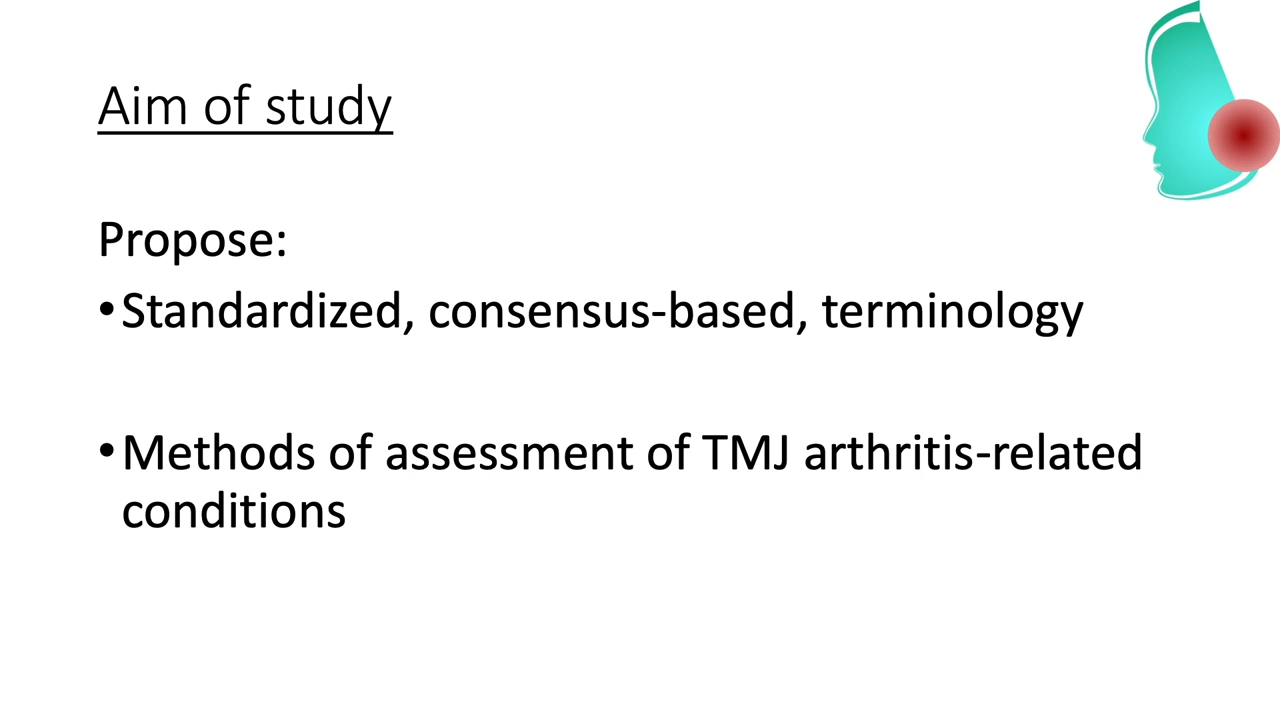 Aim of study
Propose:
•Standardized, consensus-based, terminology
•Methods of assessment of TMJ arthritis-related
conditions